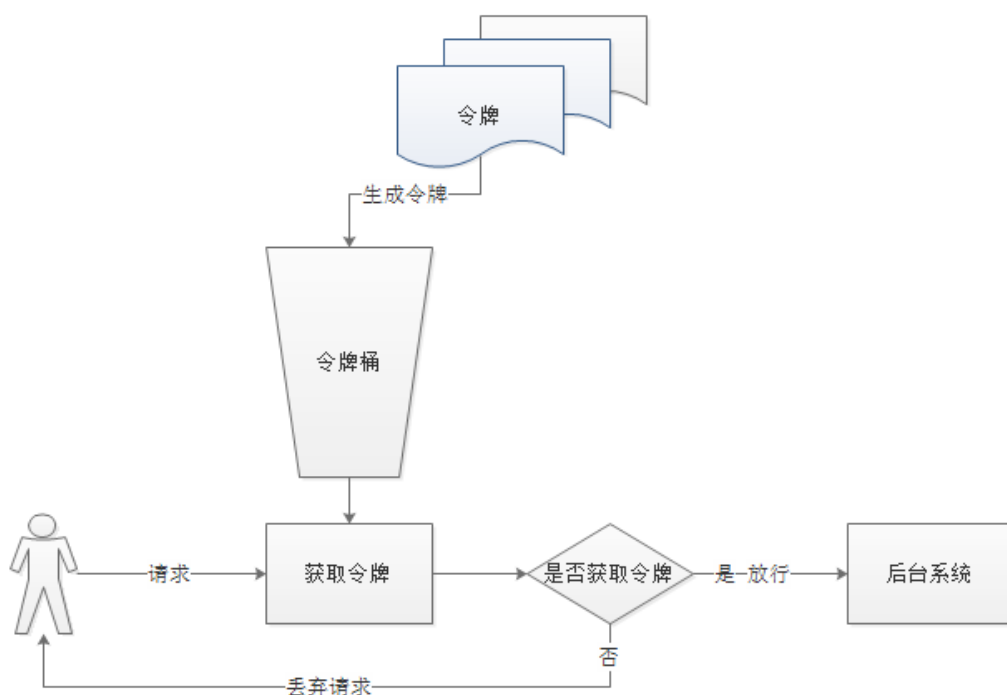 令牌
生成令牌
令牌桶
请求
获取令牌
是否获取令牌
是 放行
后台系统
否
丢弃请求